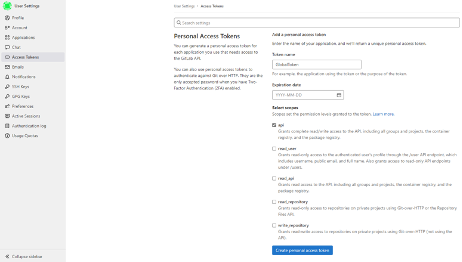 User Settings
Profile
Account
Applications
Chat
Access Tokens
Emails
Notifications
SSH Keys
GPG Keys
Preferences
Active Sessions
Authentication log
Usage Quotas
Collapse sidebar
User Settings › Access Tokens
Search settings
Personal Access Tokens
You can generate a personal access token for
each application you use that needs access to
the GitLab API.
You can also use personal access tokens to
authenticate against Git over HTTP. They are the
only accepted password when you have Two-
Factor Authentication (2FA) enabled.
Add a personal access token
Enter the name of your application, and we'll return a unique personal access token.
Token name
GlobalToken
For example, the application using the token or the purpose of the token.
Expiration date
YYYY-MM-DD
Select scopes
Scopes set the permission levels granted to the token. Learn more.
api
Grants complete read/write access to the API, including all groups and projects, the container
registry, and the package registry.
read_user
Grants read-only access to the authenticated user's profile through the /user API endpoint, which
includes username, public email, and full name. Also grants access to read-only API endpoints
under /users.
read_api
Grants read access to the API, including all groups and projects, the container registry, and the
package registry.
read_repository
Grants read-only access to repositories on private projects using Git-over-HTTP or the Repository
Files API.
write_repository
Grants read-write access to repositories on private projects using Git-over-HTTP (not using the
API).
Create personal access token